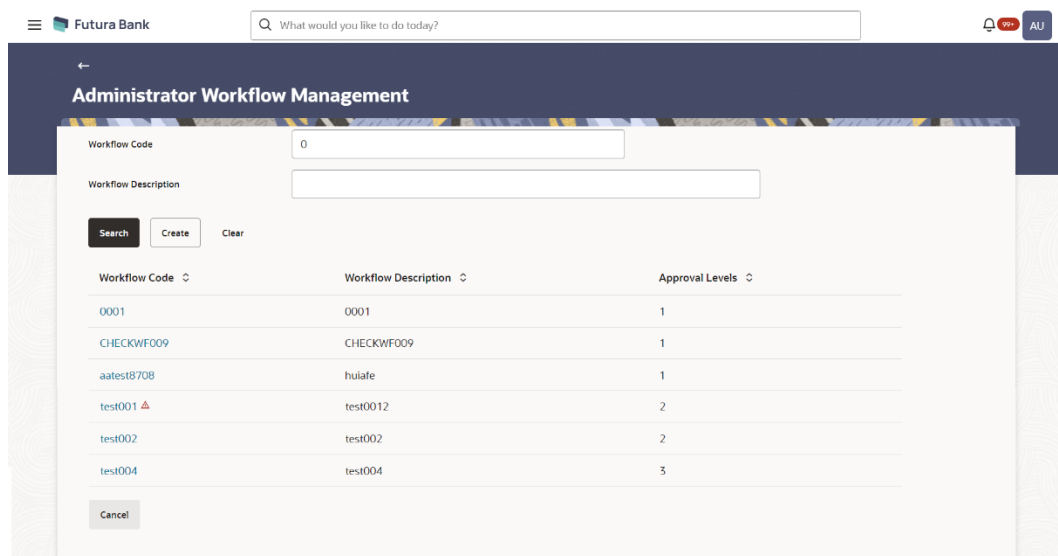 Futura Bank What would you like to do today? 99+ AU
Administrator Workflow Management
Workflow Code 0
Workflow Description
Search Create Clear
Workflow Code Workflow Description Approval Levels
0001 0001 1
CHECKWF009 CHECKWF009 1
aatest8708 huiafe 1
test001 test0012 2
test002 test002 2
test004 test004 3
Cancel